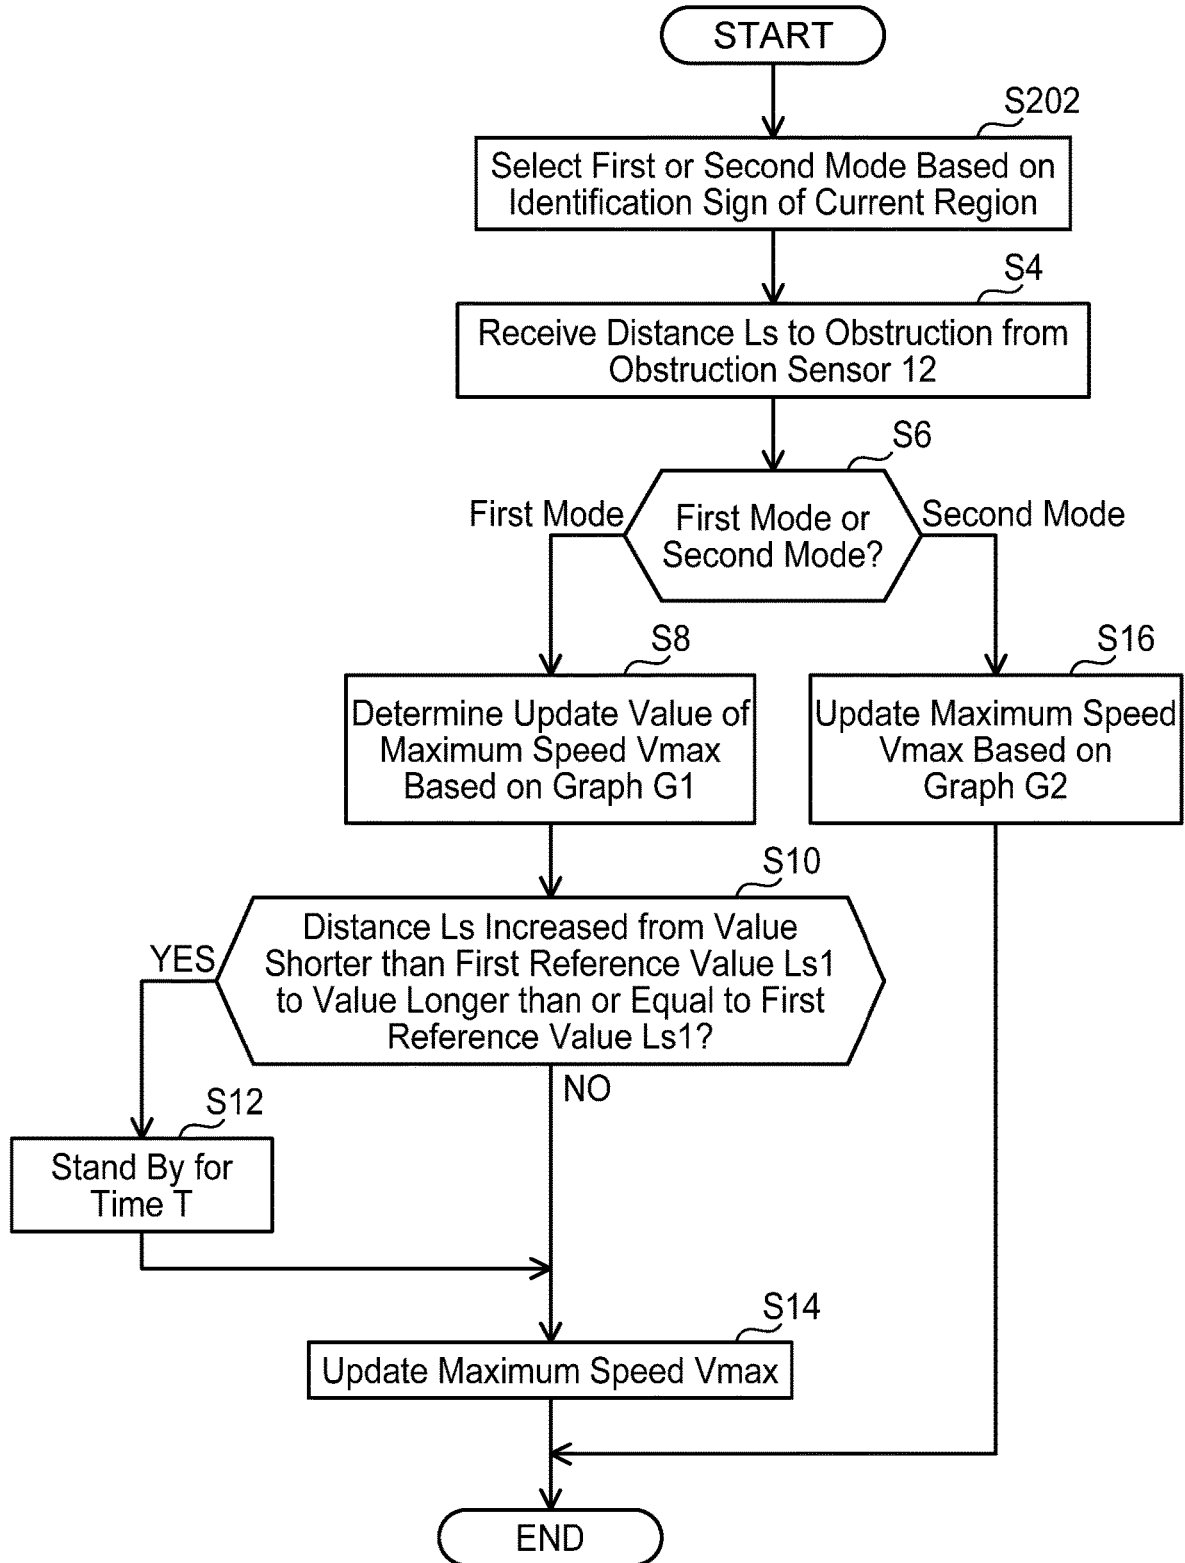 START
S202
Select First or Second Mode Based on
Identification Sign of Current Region
S4
Receive Distance Ls to Obstruction from
Obstruction Sensor 12
S6
First Mode
First Mode or
Second Mode?
Second Mode
S8
Determine Update Value of
Maximum Speed Vmax
Based on Graph G1
S16
Update Maximum Speed
Vmax Based on
Graph G2
S10
Distance Ls Increased from Value
Shorter than First Reference Value Ls1
to Value Longer than or Equal to First
Reference Value Ls1?
YES
NO
S12
Stand By for
Time T
S14
Update Maximum Speed Vmax
END